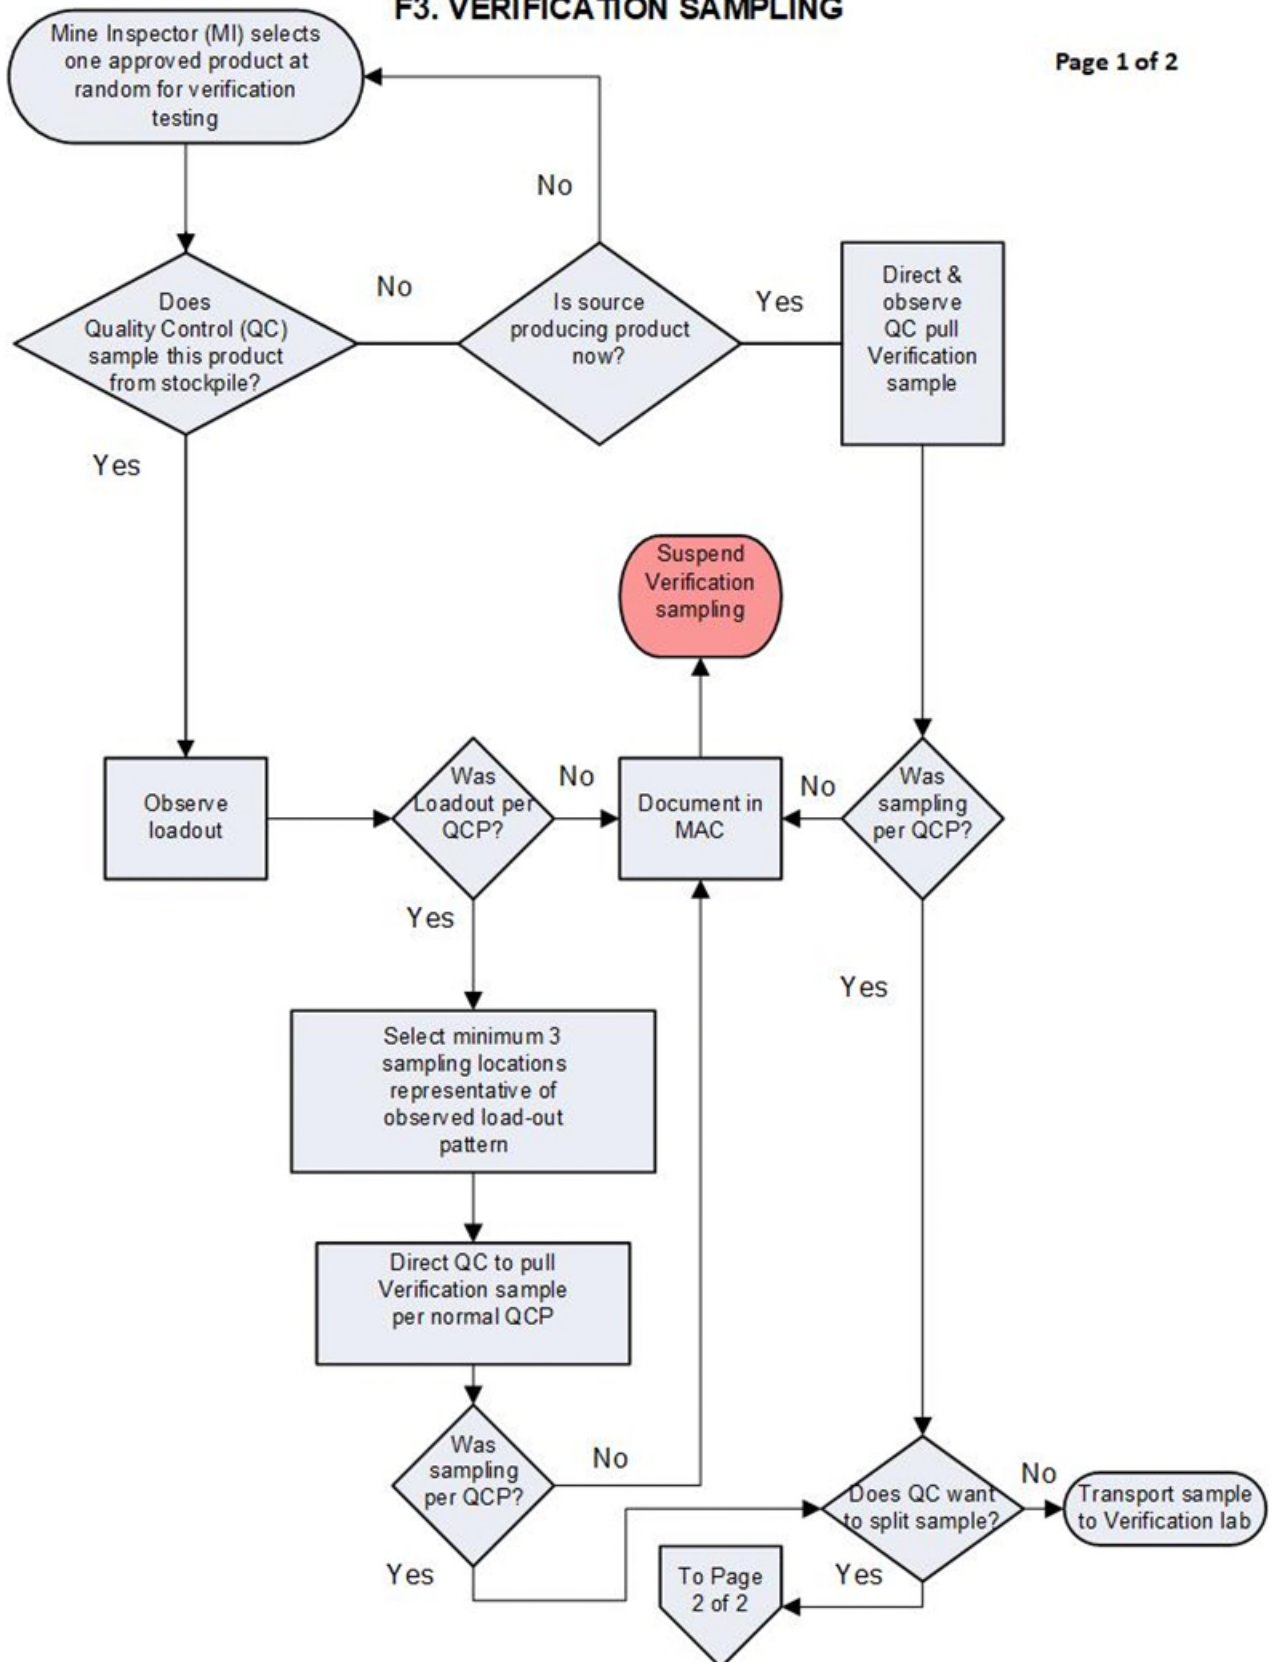 F3. VERIFICATION SAMPLING
Page 1 of 2
Mine Inspector (MI) selects
one approved product at
random for verification
testing
No
Does
Quality Control (QC)
sample this product
from stockpile?
No
Is source
producing product
now?
Yes
Direct &
observe
QC pull
Verification
sample
Yes
Suspend
Verification
sampling
Observe
loadout
Was
Loadout per
QCP?
No
Document in
MAC
No
Was
sampling
per QCP?
Yes
Yes
Select minimum 3
sampling locations
representative of
observed load-out
pattern
Direct QC to pull
Verification sample
per normal QCP
Was
sampling
per QCP?
No
Yes
Does QC want
to split sample?
No
Transport sample
to Verification lab
Yes
To Page
2 of 2